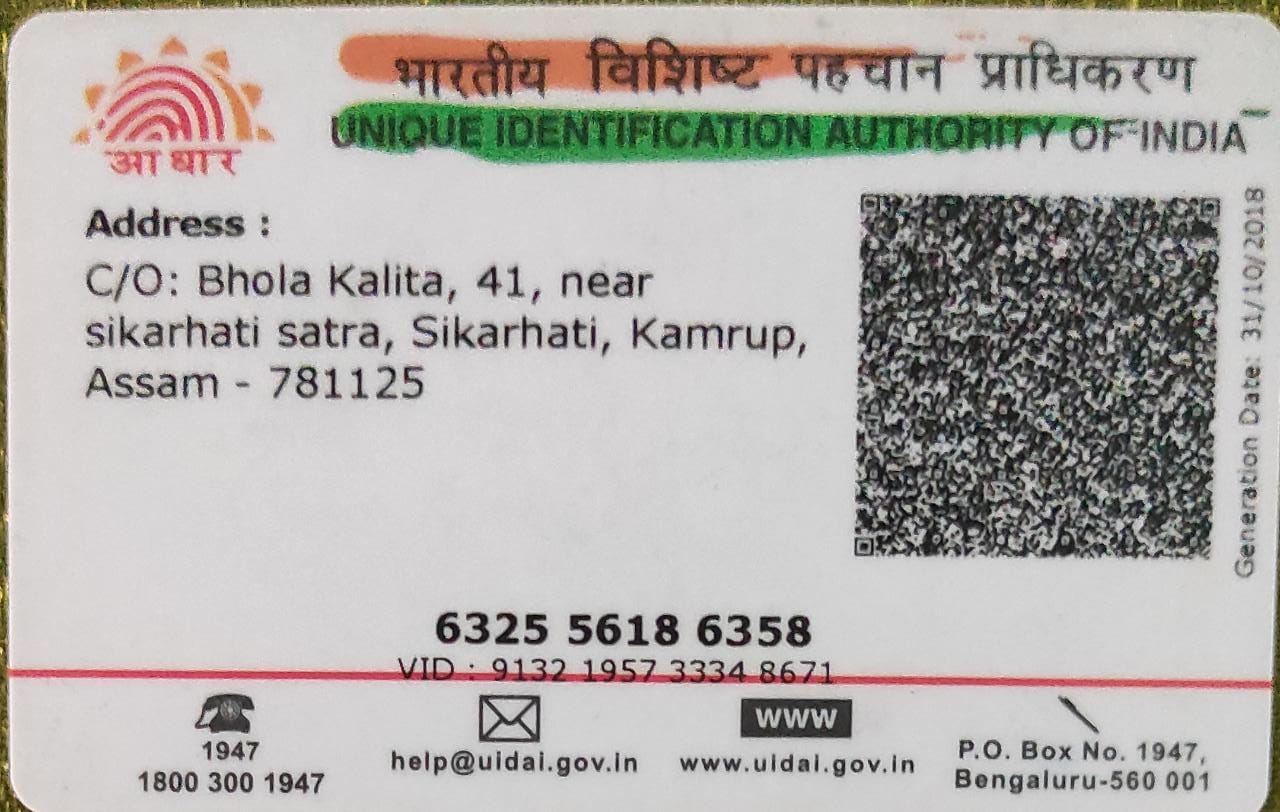 भारतीय विशिष्ट पहचान प्राधिकरण
UNIQUE IDENTIFICATION AUTHORITY OF INDIA
आधार
Address :
C/O: Bhola Kalita, 41, near
sikarhati satra, Sikarhati, Kamrup,
Assam - 781125
Generation Date: 31/10/2018
6325 5618 6358
VID : 9132 1957 3334 8671
1947
1800 300 1947
help@uidai.gov.in
www
www.uidai.gov.in
P.O. Box No. 1947,
Bengaluru-560 001